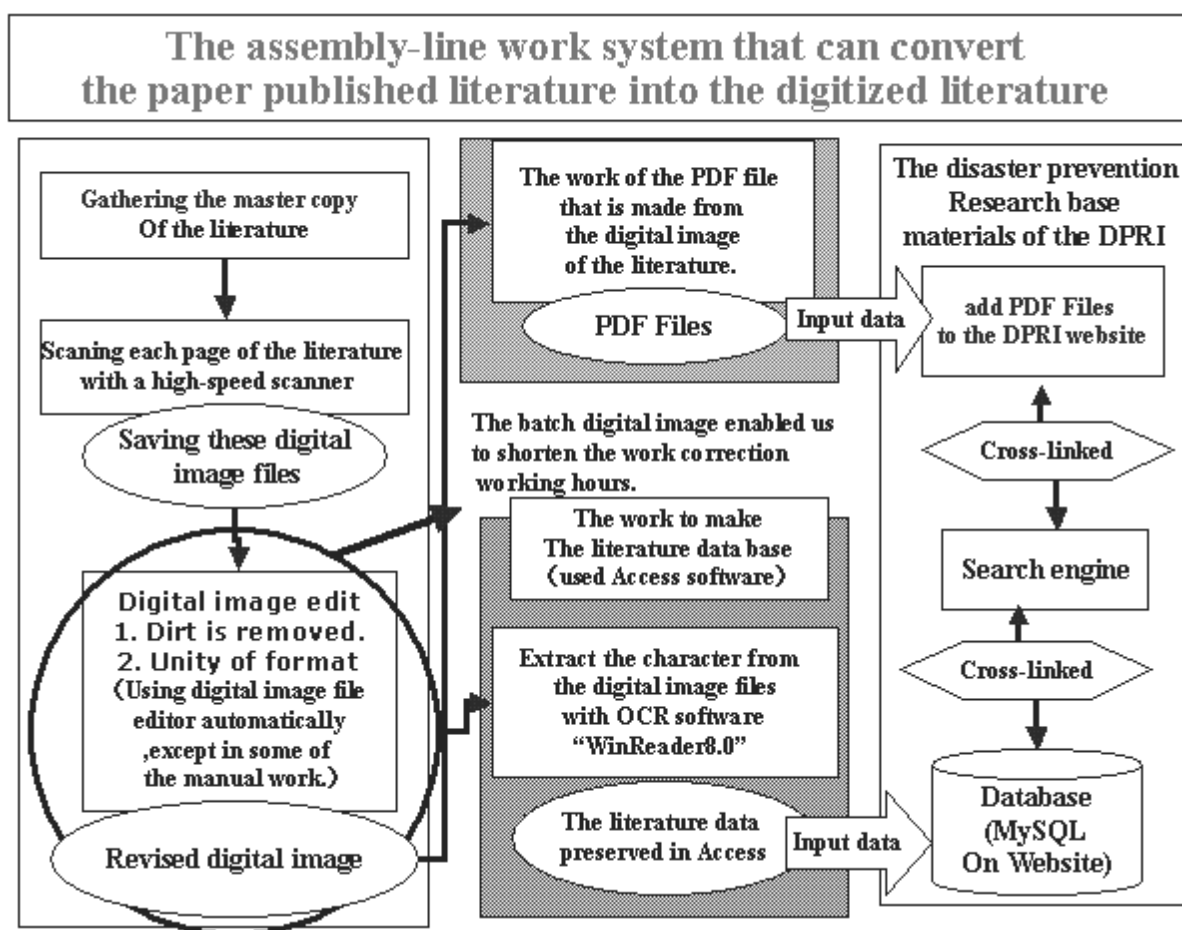 The assembly-line work system that can convert
the paper published literature into the digitized literature
Gathering the master copy
Of the literature
Scaning each page of the literature
with a high-speed scanner
Saving these digital
image files
Digital image edit
1. Dirt is removed.
2. Unity of format
(Using digital image file
editor automatically
,except in some of
the manual work.)
Revised digital image
The work of the PDF file
that is made from
the digital image
of the literature.
PDF Files
Input data
The batch digital image enabled us
to shorten the work correction
working hours.
The work to make
The literature data base
(used Access software)
Extract the character from
the digital image files
with OCR software
“WinReader8.0”
The literature data
preserved in Access
Input data
The disaster prevention
Research base
materials of the DPRI
add PDF Files
to the DPRI website
Cross-linked
Search engine
Cross-linked
Database
(MySQL
On Website)